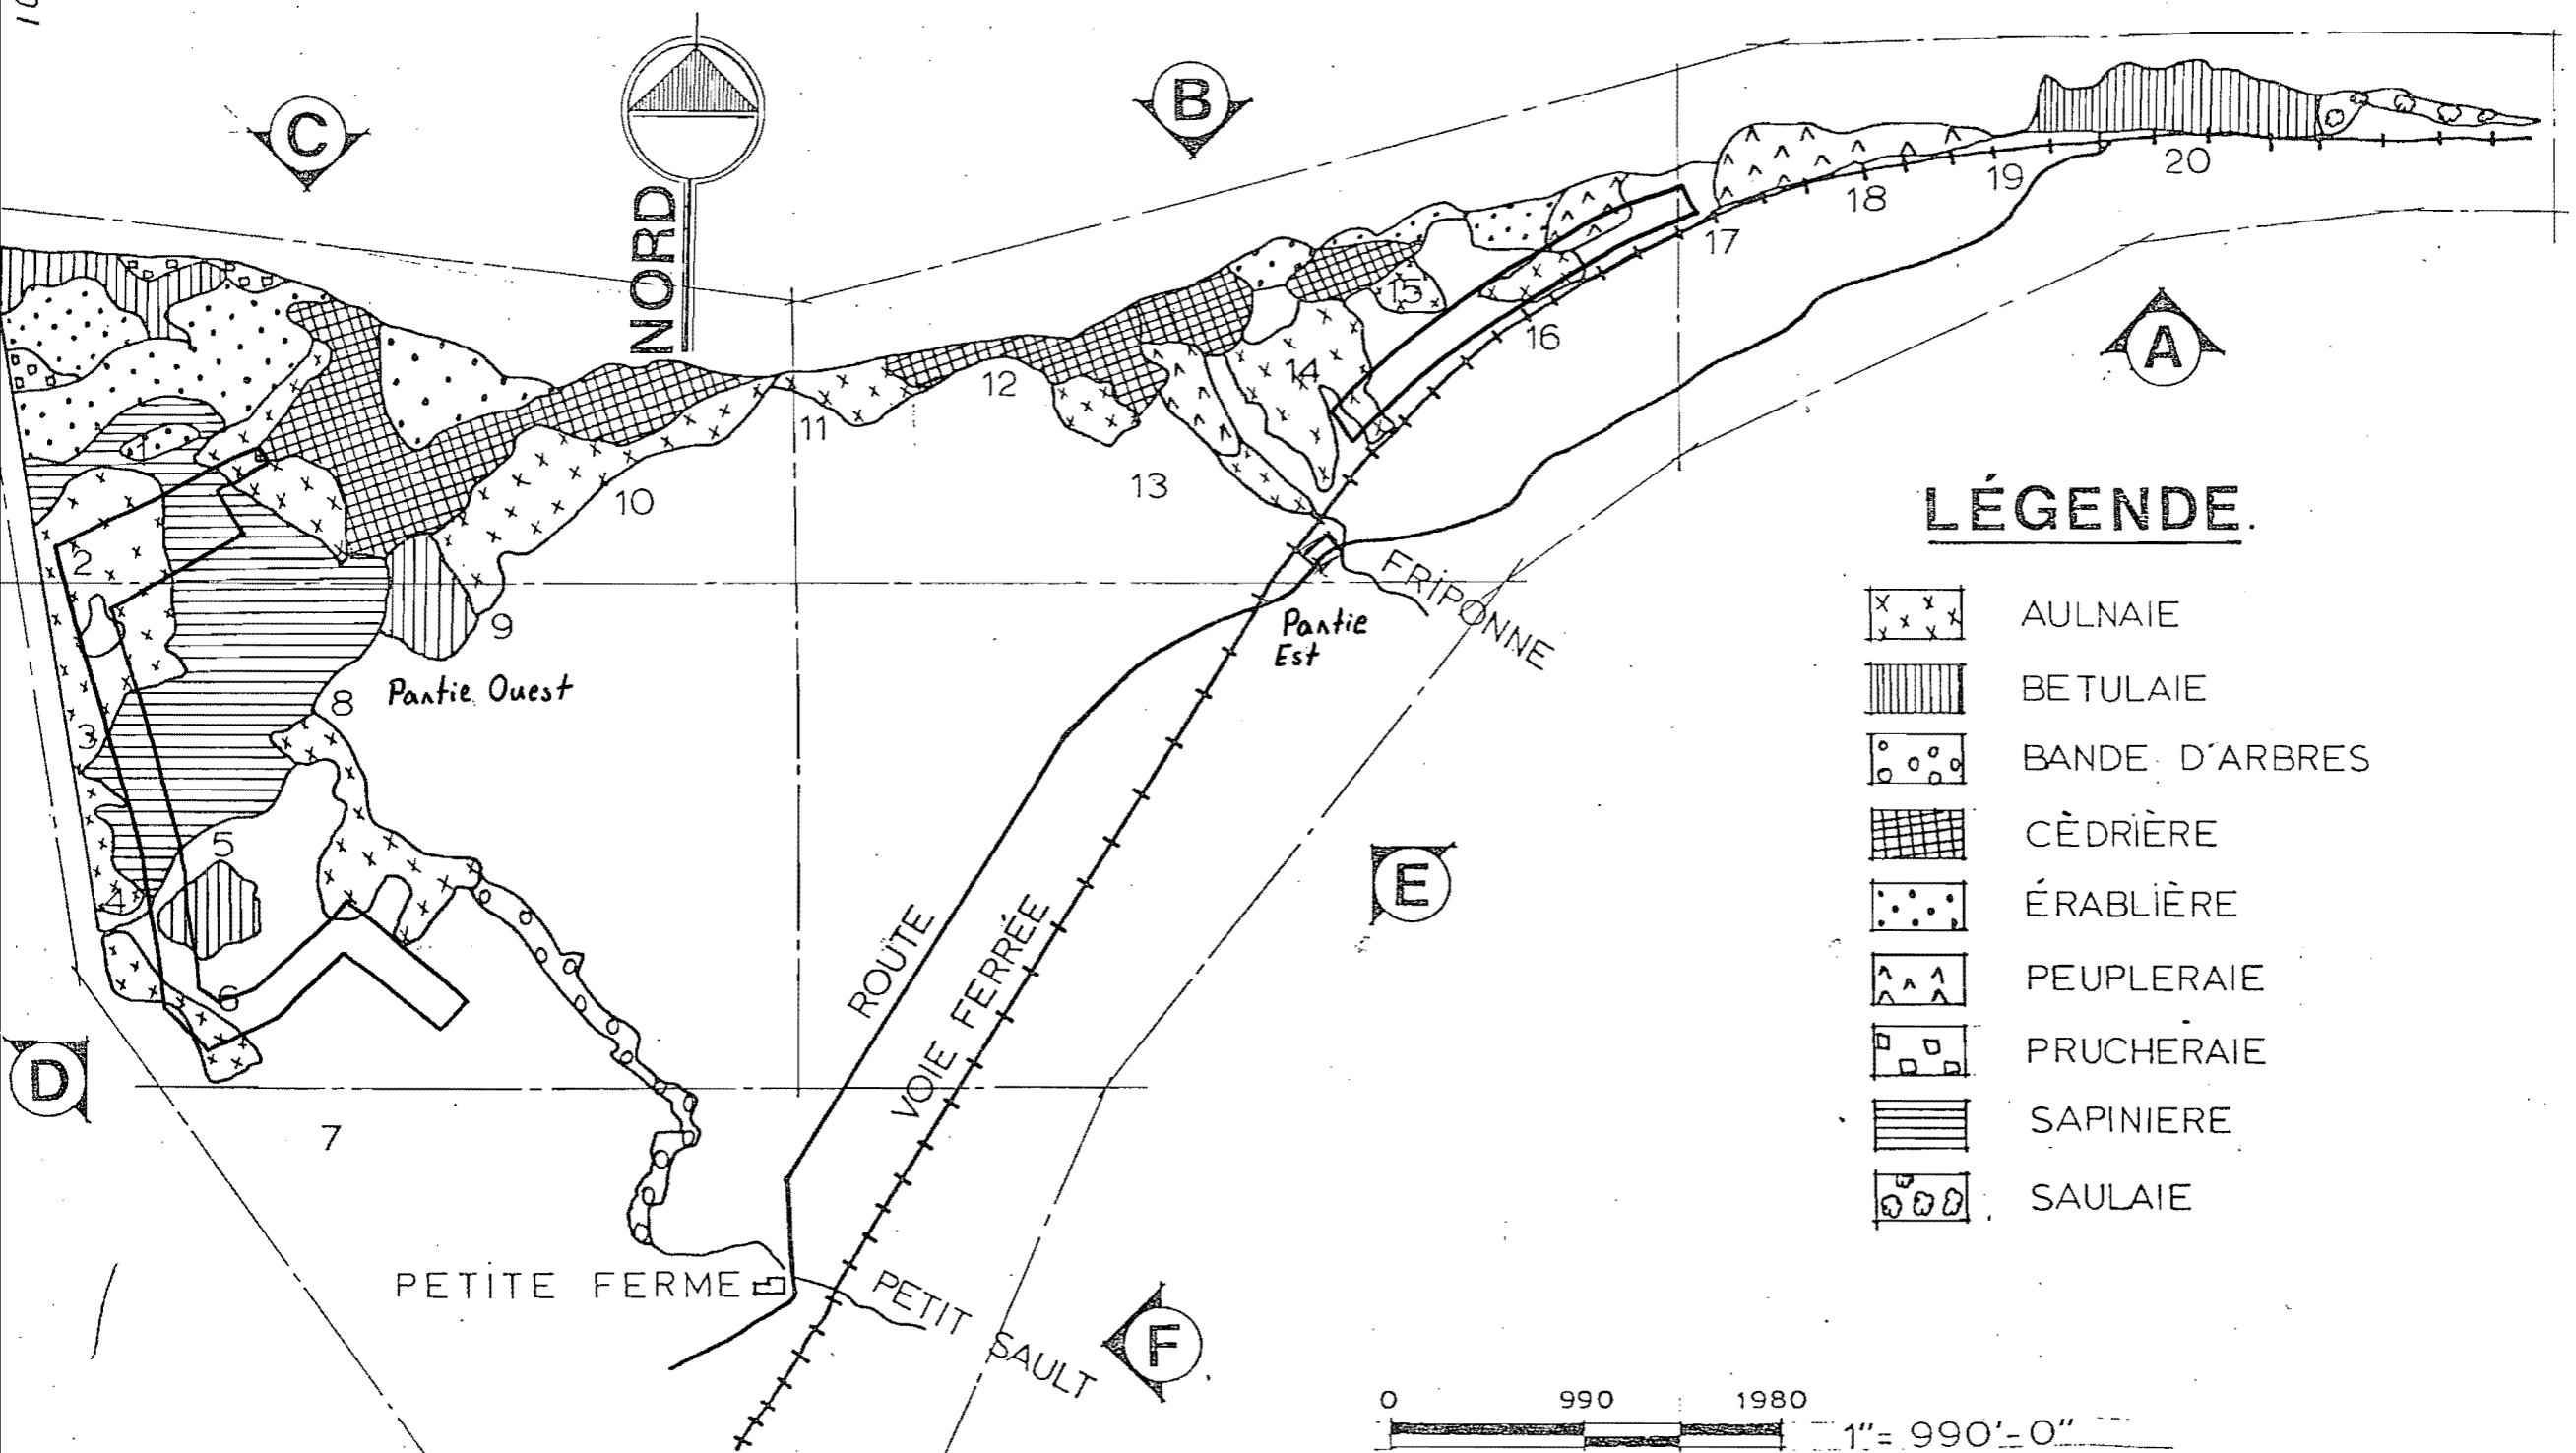 C
B
NORD
20
19
18
17
15
16
14
A
12
11
1
13
10
LÉGENDE.
2
FRIPONNE
AULNAIE
9
Partie
Est
BETULAIE
Partie Ouest
8
3
BANDE D'ARBRES
CÈDRIÈRE
5
E
4
ÉRABLIÈRE
ROUTE
VOIE FERRÉE
PEUPLERAIE
6
PRUCHERAIE
D
7
SAPINIERE
SAULAIE
PETITE FERME
PETIT SAULT
F
0 990 1980
1"= 990'-0"